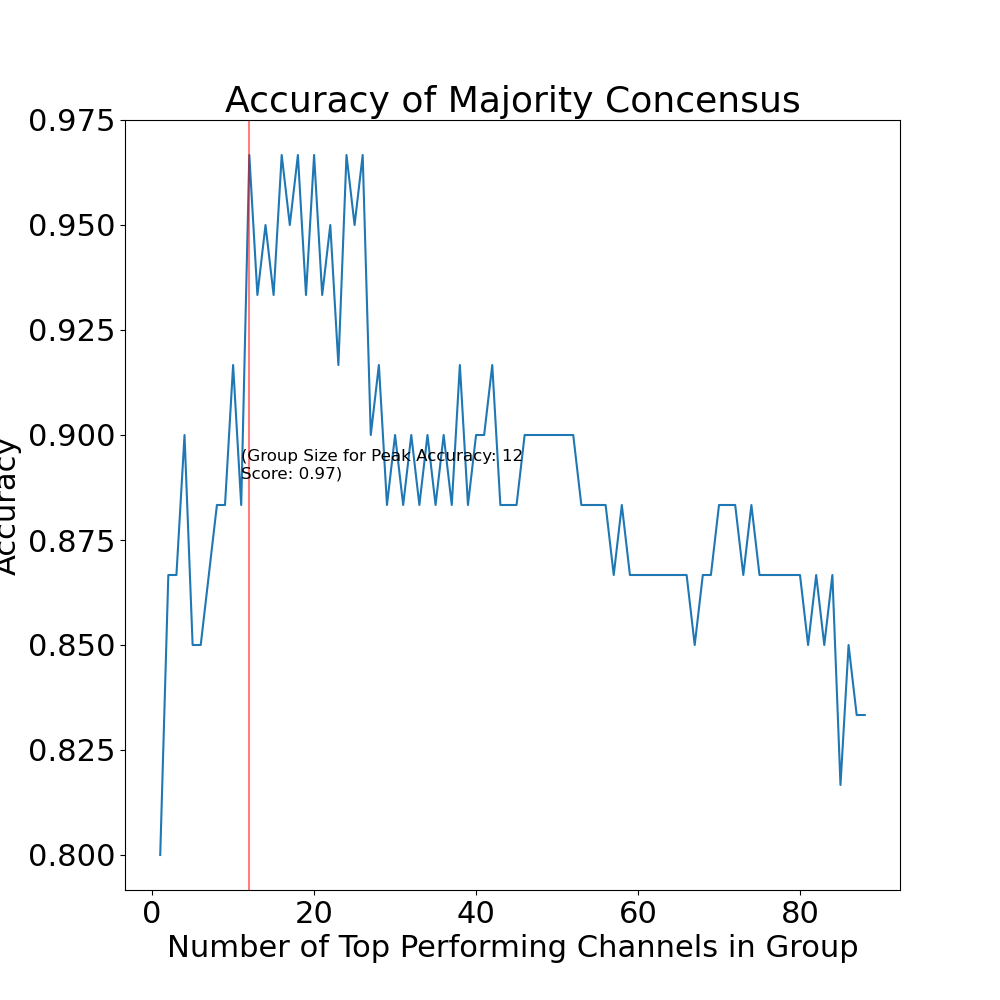 Accuracy of Majority Concensus
0.975
0.950
0.925
0.900
0.875
0.850
0.825
0.800
Accuracy
(Group Size for Peak Accuracy: 12
Score: 0.97)
0 20 40 60 80
Number of Top Performing Channels in Group